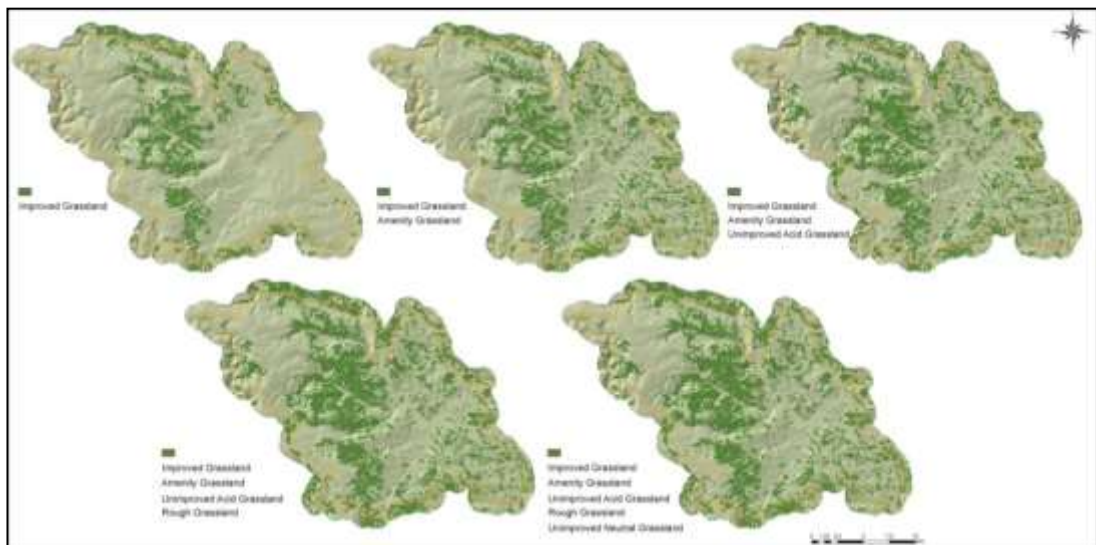 Improved Grassland
Improved Grassland
Amenity Grassland
Improved Grassland
Amenity Grassland
Unimproved Acid Grassland
Improved Grassland
Amenity Grassland
Unimproved Acid Grassland
Rough Grassland
Improved Grassland
Amenity Grassland
Unimproved Acid Grassland
Rough Grassland
Unimproved Neutral Grassland